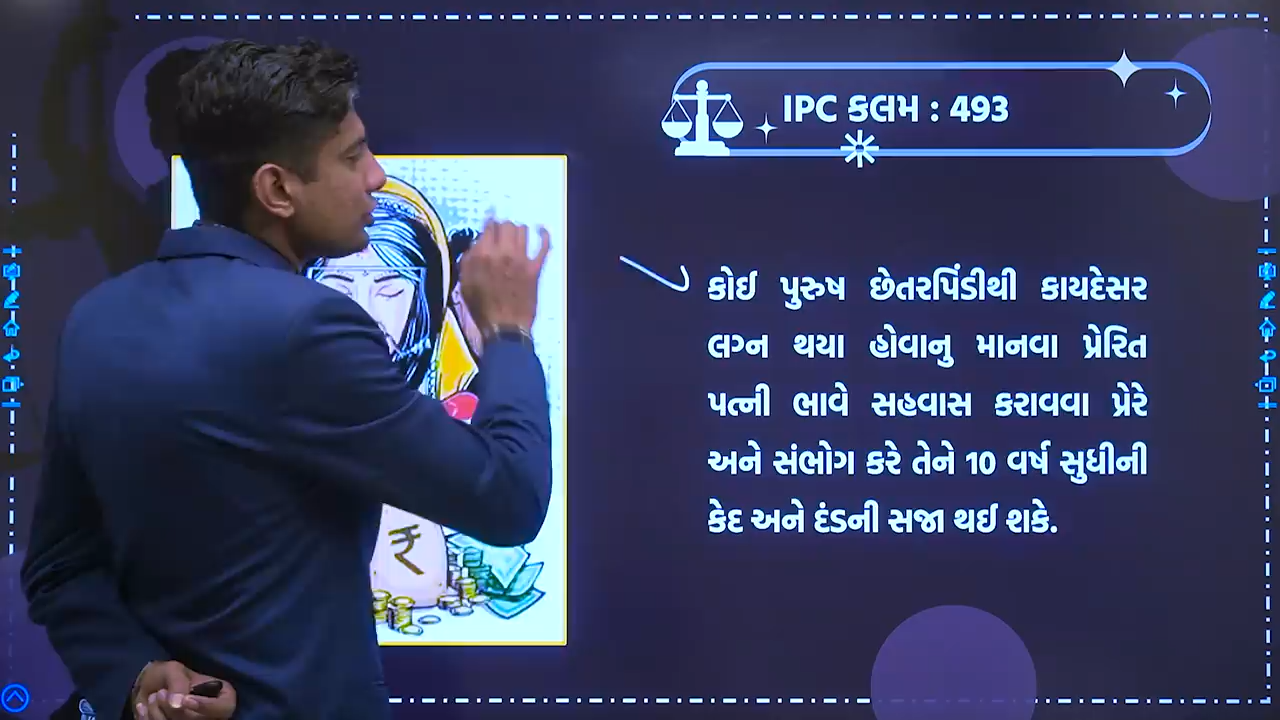 IPC કલમ : 493
કોઈ પુરુષ છેતરપિંડીથી કાયદેસર
લગ્ન થયા હોવાનુ માનવા પ્રેરિત
પત્ની ભાવે સહવાસ કરાવવા પ્રેરે
અને સંભોગ કરે તેને 10 વર્ષ સુધીની
કેદ અને દંડની સજા થઈ શકે.
₹